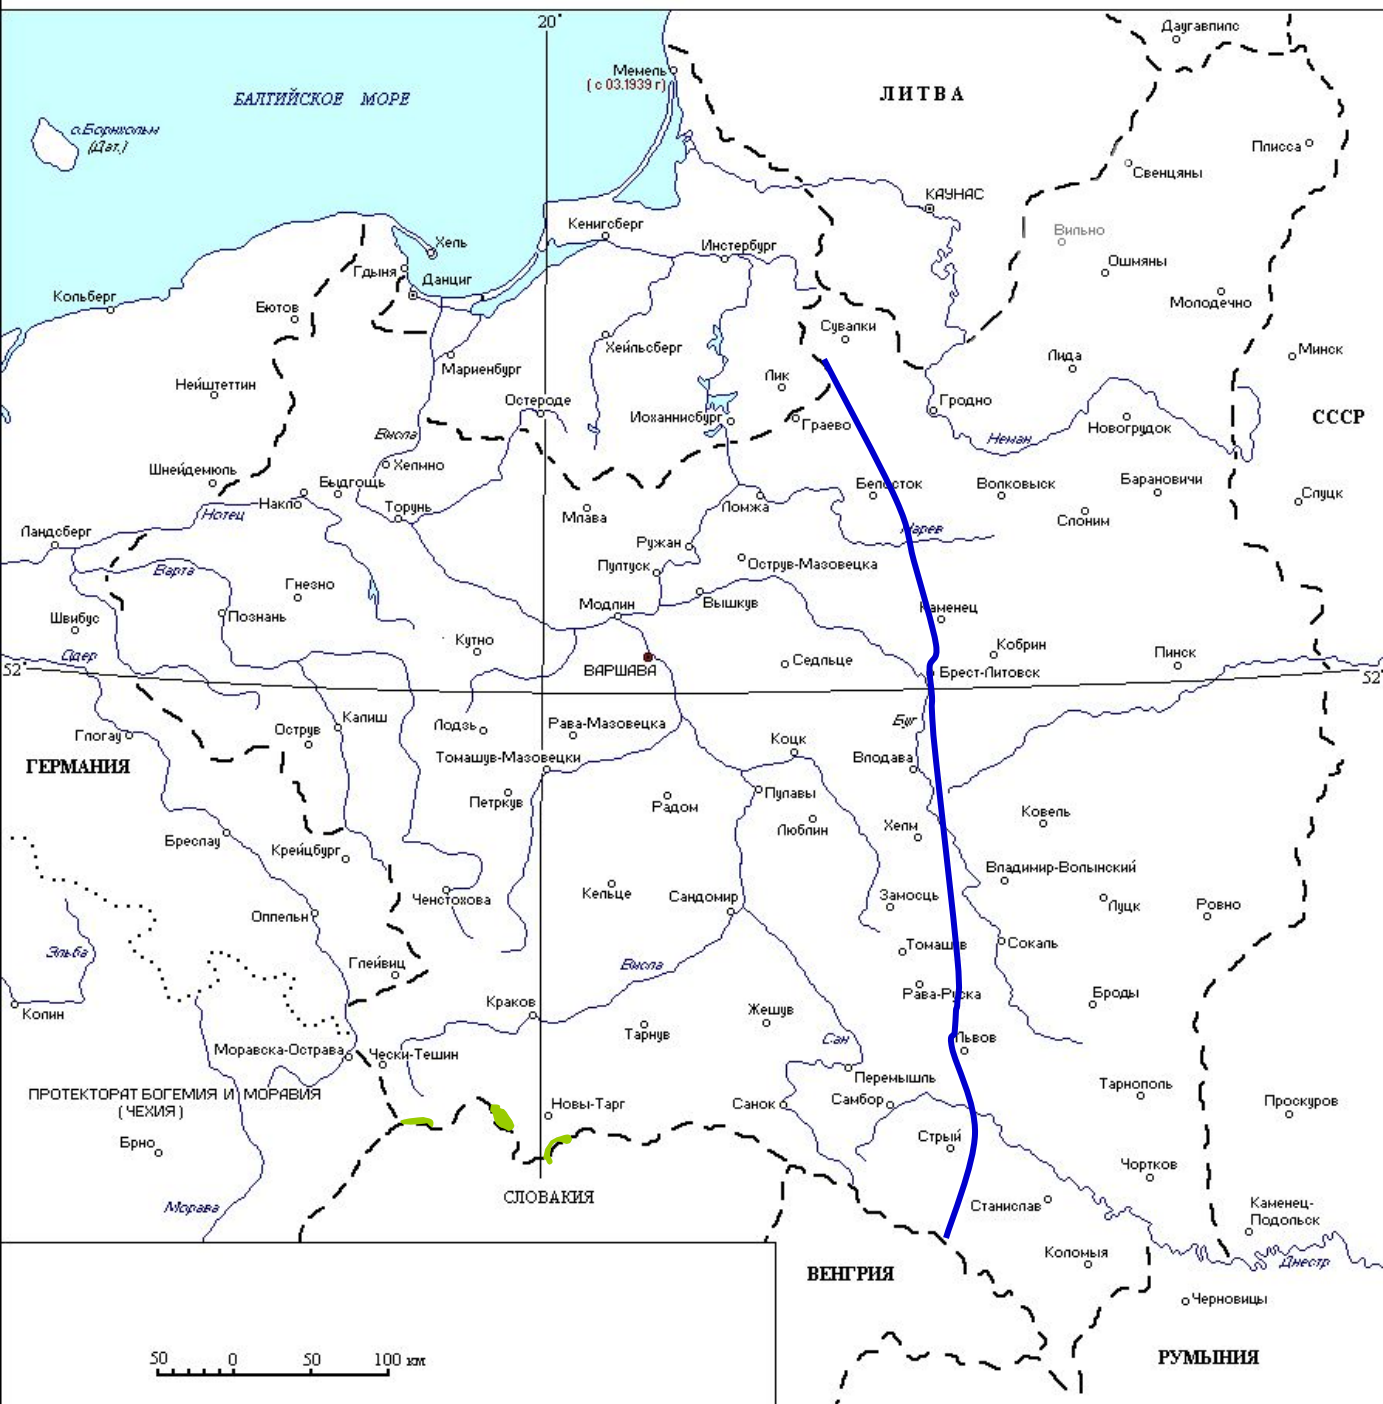 20°
Даугавпилс
Мемель
( с 03.1939 г)
БАЛТИЙСКОЕ МОРЕ
ЛИТВА
о.Борнхольм
(Дат.)
Плисса
Свенцяны
КАУНАС
Кенигсберг
Вильно
Хель
Инстербург
Гдыня
Ошмяны
Данциг
Кольберг
Бютов
Молодечно
Сувалки
Хейльсберг
Минск
Лида
Мариенбург
Лик
Нейштеттин
Остероде
Гродно
Иоханнисбург
Граево
СССР
Новогрудок
Висла
Неман
Хелмно
Шнейдемюль
Быдгощь
Белосток
Волковыск
Барановичи
Слуцк
Накло
Торунь
Ломжа
Нотец
Млава
Слоним
Ландсберг
Нарев
Ружан
Пултуск
Острув-Мазовецка
Варта
Гнезно
Модлин
Вышкув
Каменец
Швибус
Познань
Кутно
Кобрин
Одер
Седльце
Пинск
52°
ВАРШАВА
Брест-Литовск
52°
Калиш
Буг
Острув
Лодзь
Рава-Мазовецка
Глогау
Коцк
Томашув-Мазовецки
Влодава
ГЕРМАНИЯ
Пулавы
Петркув
Радом
Ковель
Люблин
Хелм
Бреслау
Крейцбург
Владимир-Волынский
Кельце
Сандомир
Замосць
Ченстохова
Луцк
Ровно
Оппельн
Томашув
Сокаль
Эльба
Глейвиц
Висла
Рава-Руска
Броды
Краков
Жешув
Колин
Тарнув
Сан
Львов
Моравска-Острава
Чески-Тешин
Перемышль
Тарнополь
ПРОТЕКТОРАТ БОГЕМИЯ И МОРАВИЯ
( ЧЕХИЯ )
Новы-Тарг
Санок
Самбор
Проскуров
Брно
Стрый
Чортков
СЛОВАКИЯ
Морава
Станислав
Каменец-
Подольск
Коломыя
Днестр
ВЕНГРИЯ
Черновицы
РУМЫНИЯ
50 0 50 100 км